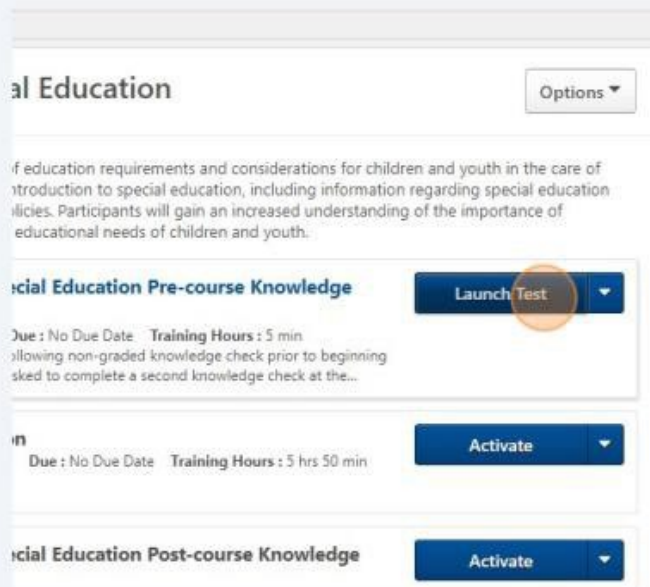 al Education
Options
f education requirements and considerations for children and youth in the care of
ntroduction to special education, including information regarding special education
licies. Participants will gain an increased understanding of the importance of
educational needs of children and youth.
ecial Education Pre-course Knowledge
Launch Test
Due : No Due Date Training Hours : 5 min
ollowing non-graded knowledge check prior to beginning
sked to complete a second knowledge check at the...
on
Activate
Due : No Due Date Training Hours : 5 hrs 50 min
ecial Education Post-course Knowledge
Activate